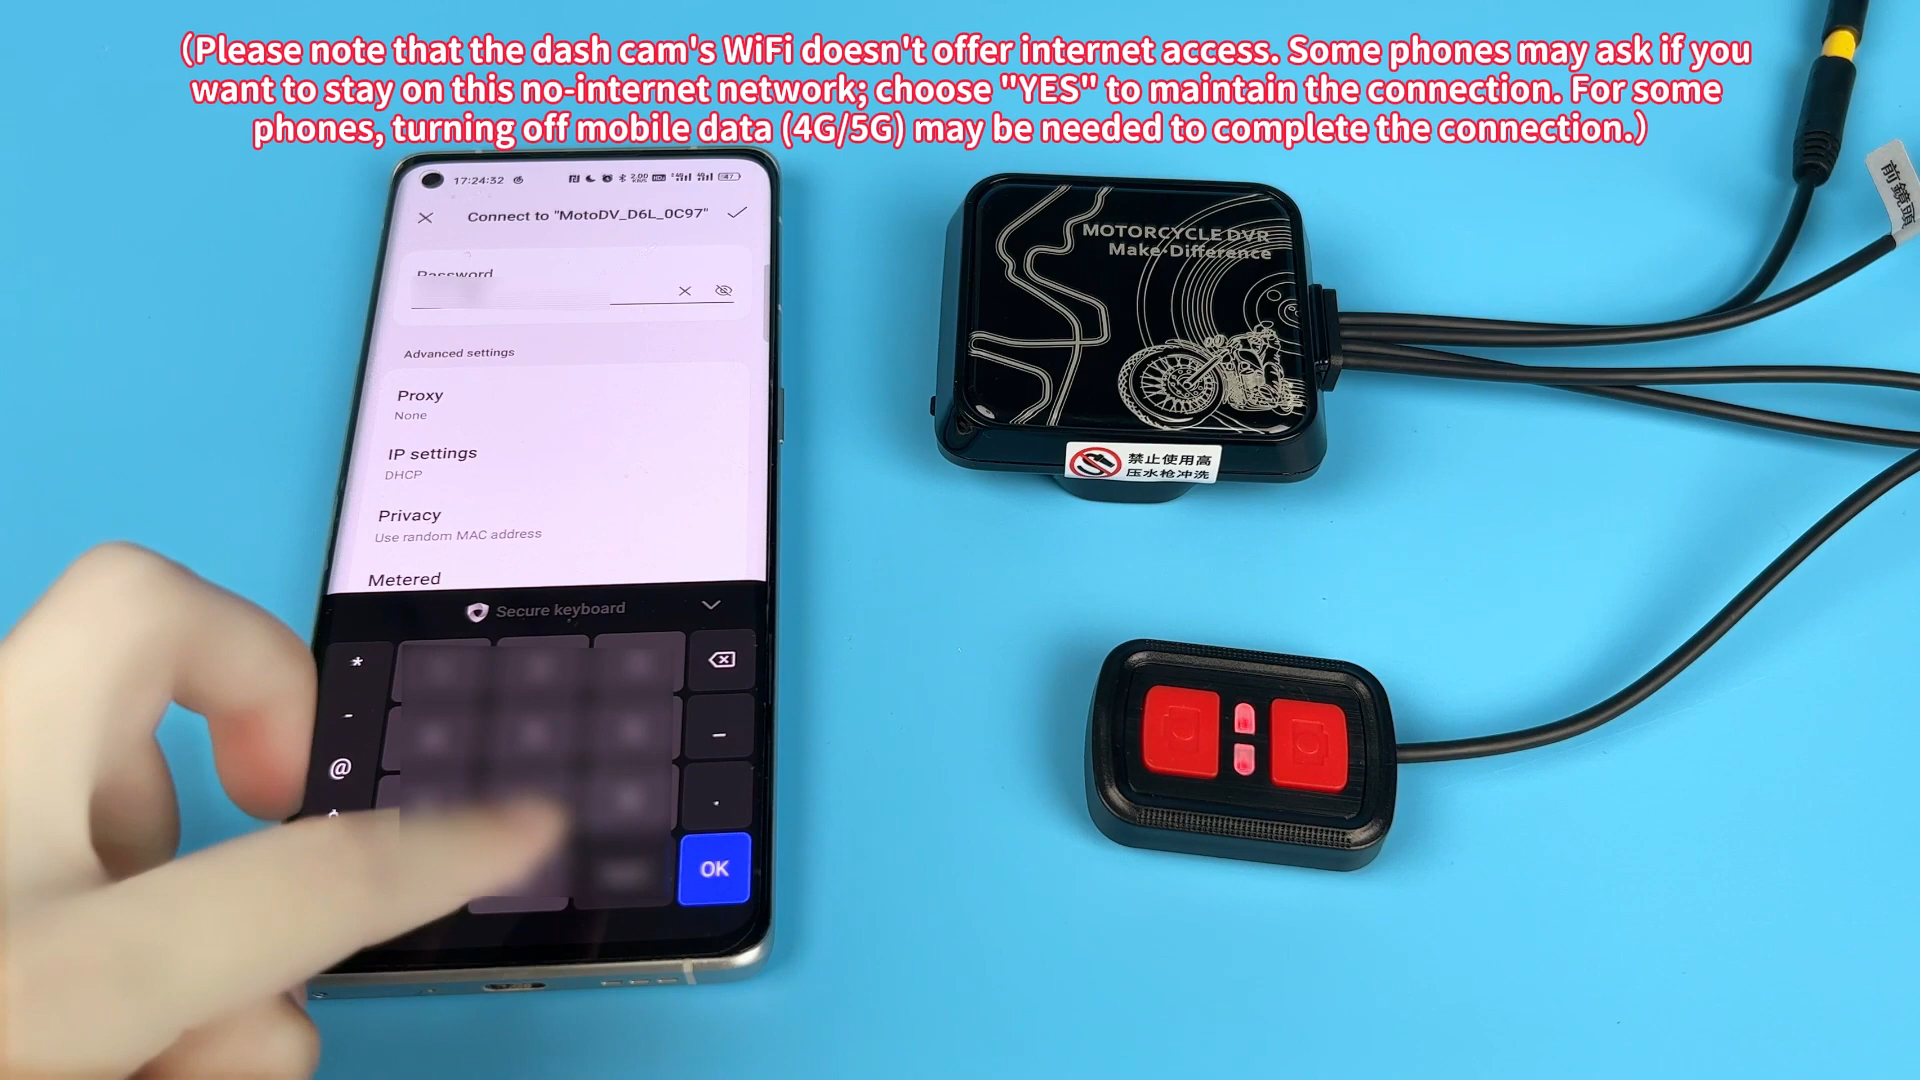 （Please note that the dash cam's WiFi doesn't offer internet access. Some phones may ask if you
want to stay on this no-internet network; choose "YES" to maintain the connection. For some
phones, turning off mobile data (4G/5G) may be needed to complete the connection.）
17:24:32
Connect to "MotoDV_D6L_0C97"
Password
Advanced settings
Proxy
None
IP settings
DHCP
Privacy
Use random MAC address
Metered
Secure keyboard
*
-
@
OK
MOTORCYCLE DVR
Make·Difference
禁止使用高
压水枪冲洗
前鏡頭